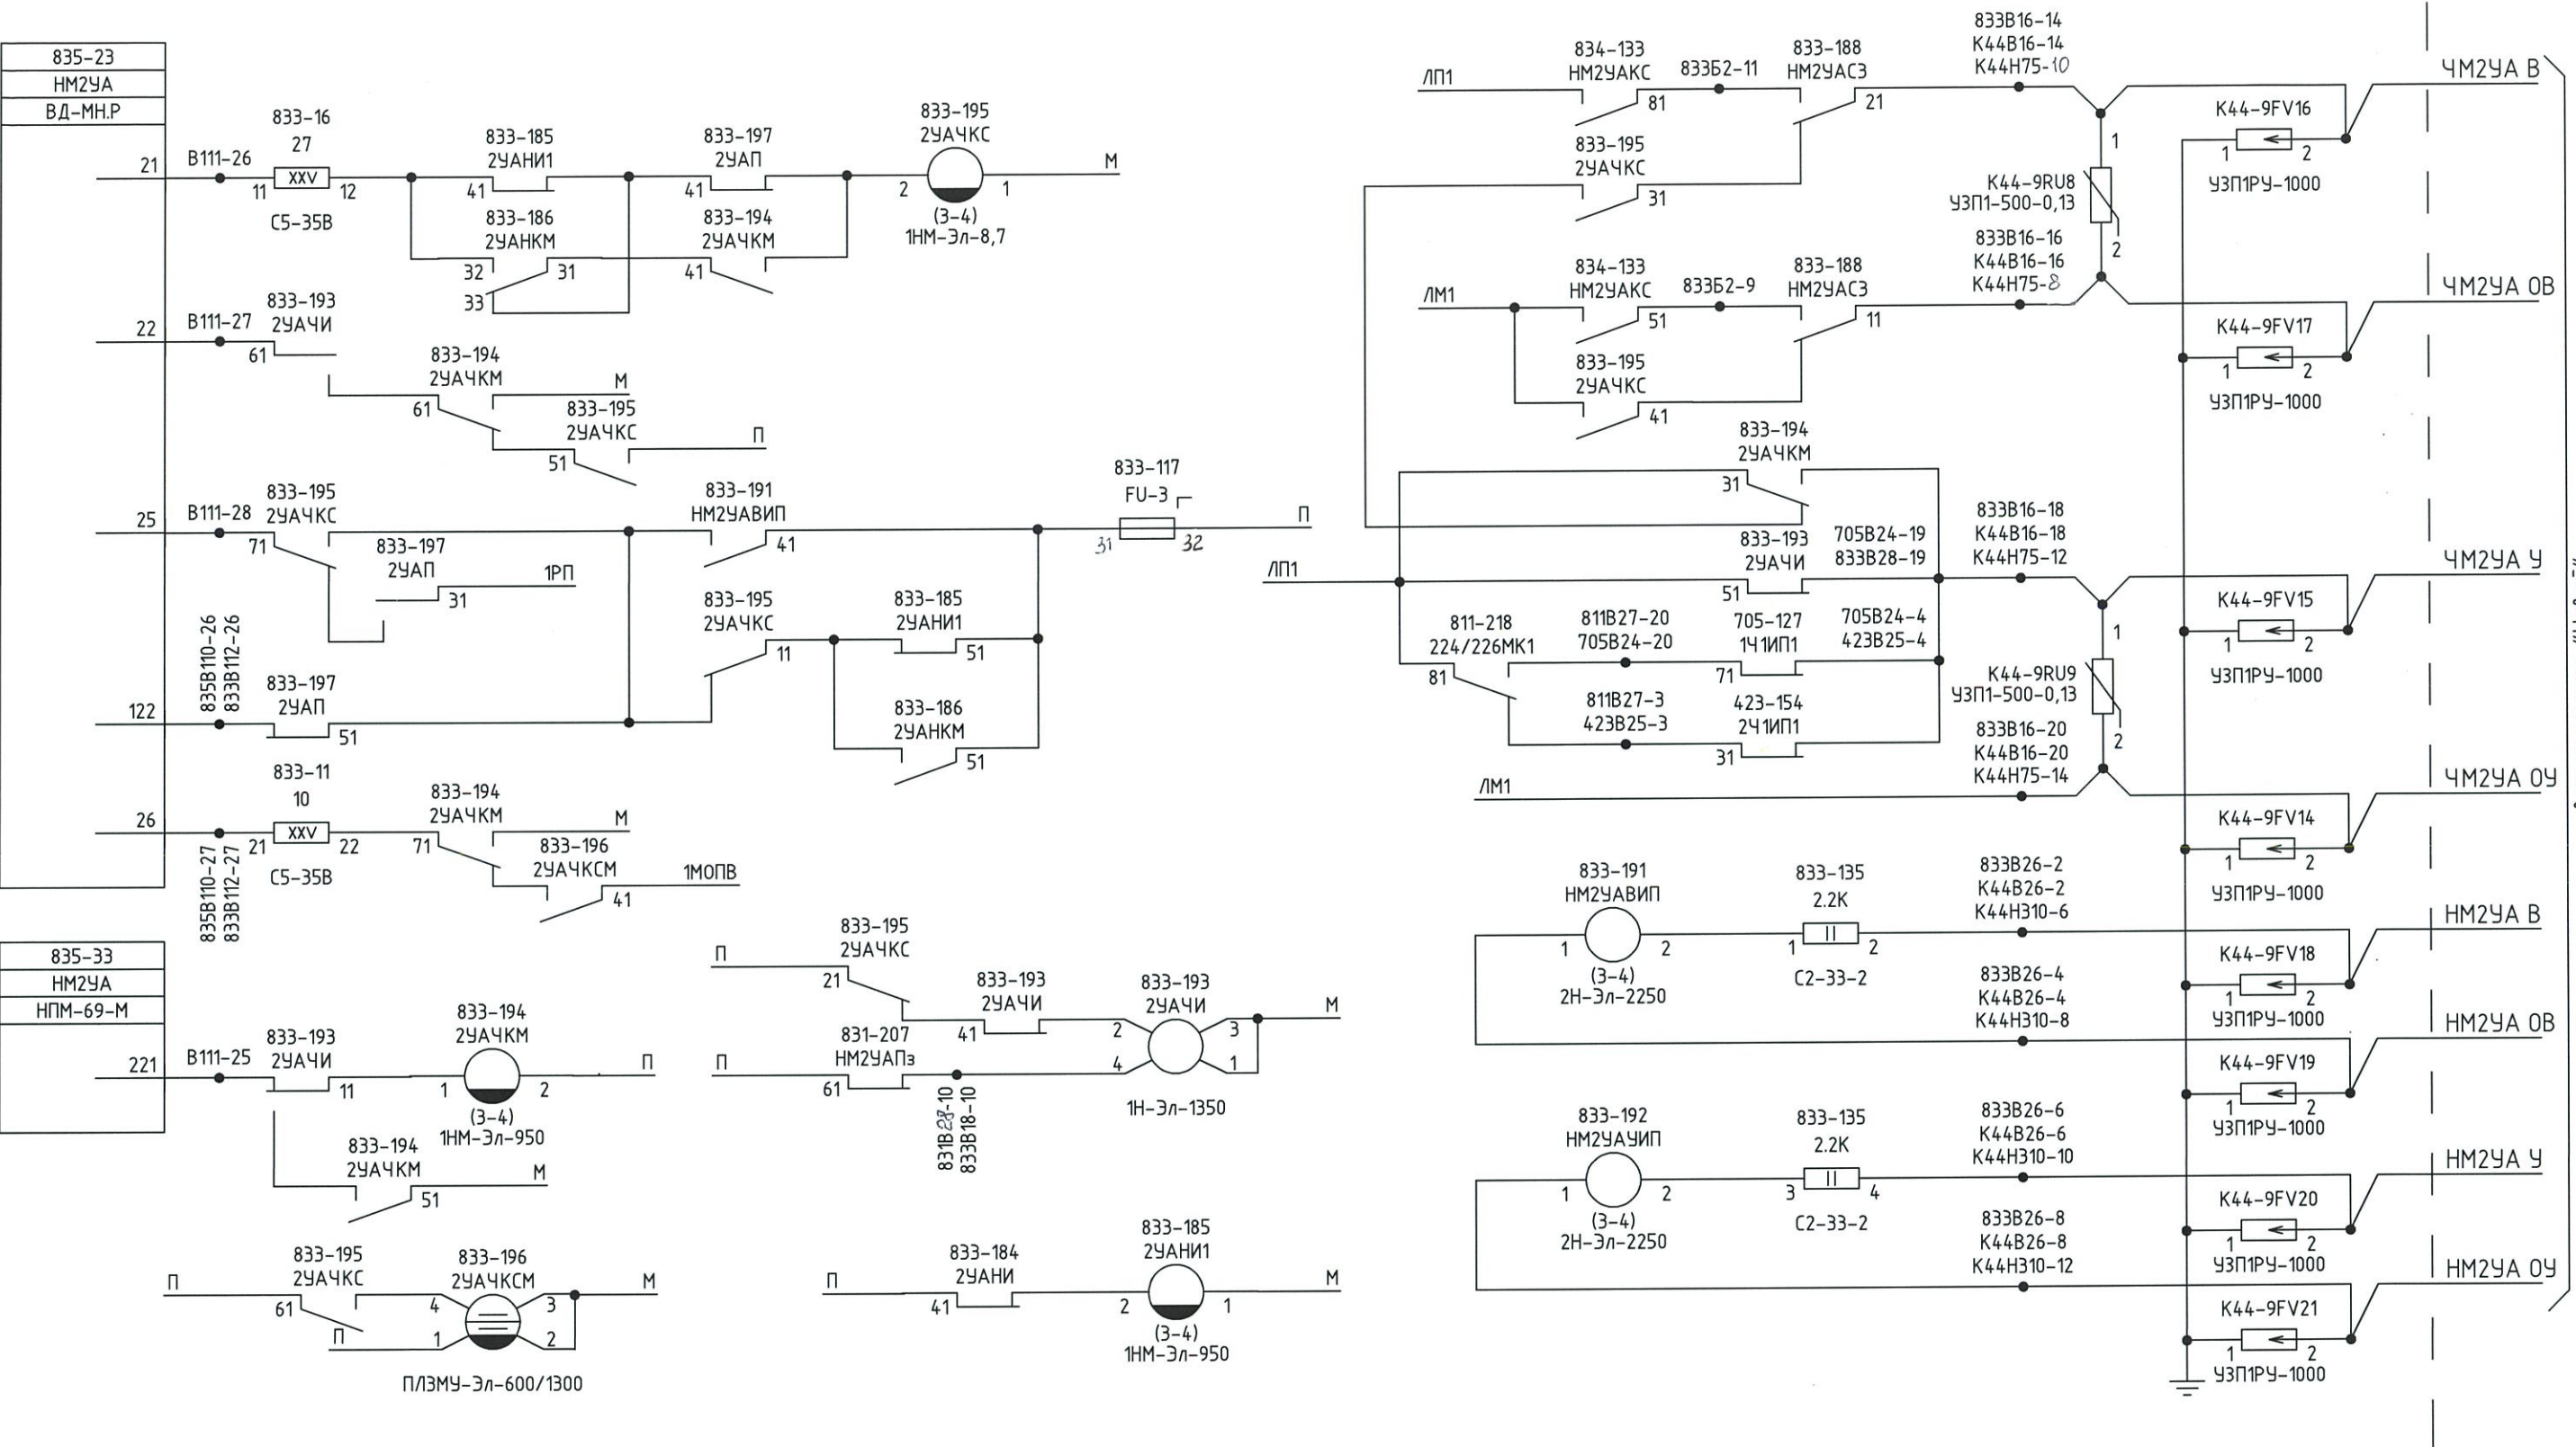 835-23
НМ2УА
ВД-МН.Р
21
В111-26
833-16
27
XXV
11
12
С5-35В
833-185
2УАНИ1
41
833-186
2УАНКМ
32
31
33
833-197
2УАП
41
833-194
2УАЧКМ
41
833-195
2УАЧКС
2
1
М
(3-4)
1НМ-Эл-8,7
22
В111-27
833-193
2УАЧИ
61
833-194
2УАЧКМ
61
М
833-195
2УАЧКС
51
П
25
В111-28
833-195
2УАЧКС
71
833-197
2УАП
31
1РП
833-191
НМ2УАВИП
41
833-117
FU-3
31
32
П
833-195
2УАЧКС
11
833-185
2УАНИ1
51
833-186
2УАНКМ
51
122
835В110-26
833В112-26
833-197
2УАП
51
26
835В110-27
833В112-27
833-11
10
XXV
21
22
С5-35В
833-194
2УАЧКМ
71
М
833-196
2УАЧКСМ
41
1МОПВ
835-33
НМ2УА
НПМ-69-М
221
В111-25
833-193
2УАЧИ
11
833-194
2УАЧКМ
1
2
П
(3-4)
1НМ-Эл-950
833-194
2УАЧКМ
51
М
П
833-195
2УАЧКС
21
833-193
2УАЧИ
41
833-193
2УАЧИ
2
3
4
1
М
1Н-Эл-1350
П
831-207
НМ2УАПз
61
831В28-10
833В18-10
П
833-195
2УАЧКС
61
П
833-196
2УАЧКСМ
4
3
1
2
М
ПЛЗМУ-Эл-600/1300
П
833-184
2УАНИ
41
833-185
2УАНИ1
2
1
М
(3-4)
1НМ-Эл-950
ЛП1
834-133
НМ2УАКС
81
833Б2-11
833-188
НМ2УАСЗ
21
833В16-14
К44В16-14
К44Н75-10
833-195
2УАЧКС
31
ЛМ1
834-133
НМ2УАКС
51
833Б2-9
833-188
НМ2УАСЗ
11
833В16-16
К44В16-16
К44Н75-8
833-195
2УАЧКС
41
1
К44-9RU8
УЗП1-500-0,13
2
833-194
2УАЧКМ
31
ЛП1
833-193
2УАЧИ
51
705В24-19
833В28-19
833В16-18
К44В16-18
К44Н75-12
811-218
224/226МК1
81
811В27-20
705В24-20
705-127
1Ч1ИП1
71
705В24-4
423В25-4
811В27-3
423В25-3
423-154
2Ч1ИП1
31
1
К44-9RU9
УЗП1-500-0,13
2
ЛМ1
833В16-20
К44В16-20
К44Н75-14
833-191
НМ2УАВИП
1
2
(3-4)
2Н-Эл-2250
833-135
2.2К
1
2
С2-33-2
833В26-2
К44В26-2
К44Н310-6
833В26-4
К44В26-4
К44Н310-8
833-192
НМ2УАУИП
1
2
(3-4)
2Н-Эл-2250
833-135
2.2К
3
4
С2-33-2
833В26-6
К44В26-6
К44Н310-10
833В26-8
К44В26-8
К44Н310-12
ЧМ2УА В
К44-9FV16
1
2
УЗП1РУ-1000
ЧМ2УА ОВ
К44-9FV17
1
2
УЗП1РУ-1000
ЧМ2УА У
К44-9FV15
1
2
УЗП1РУ-1000
ЧМ2УА ОУ
К44-9FV14
1
2
УЗП1РУ-1000
НМ2УА В
К44-9FV18
1
2
УЗП1РУ-1000
НМ2УА ОВ
К44-9FV19
1
2
УЗП1РУ-1000
НМ2УА У
К44-9FV20
1
2
УЗП1РУ-1000
НМ2УА ОУ
К44-9FV21
1
2
УЗП1РУ-1000